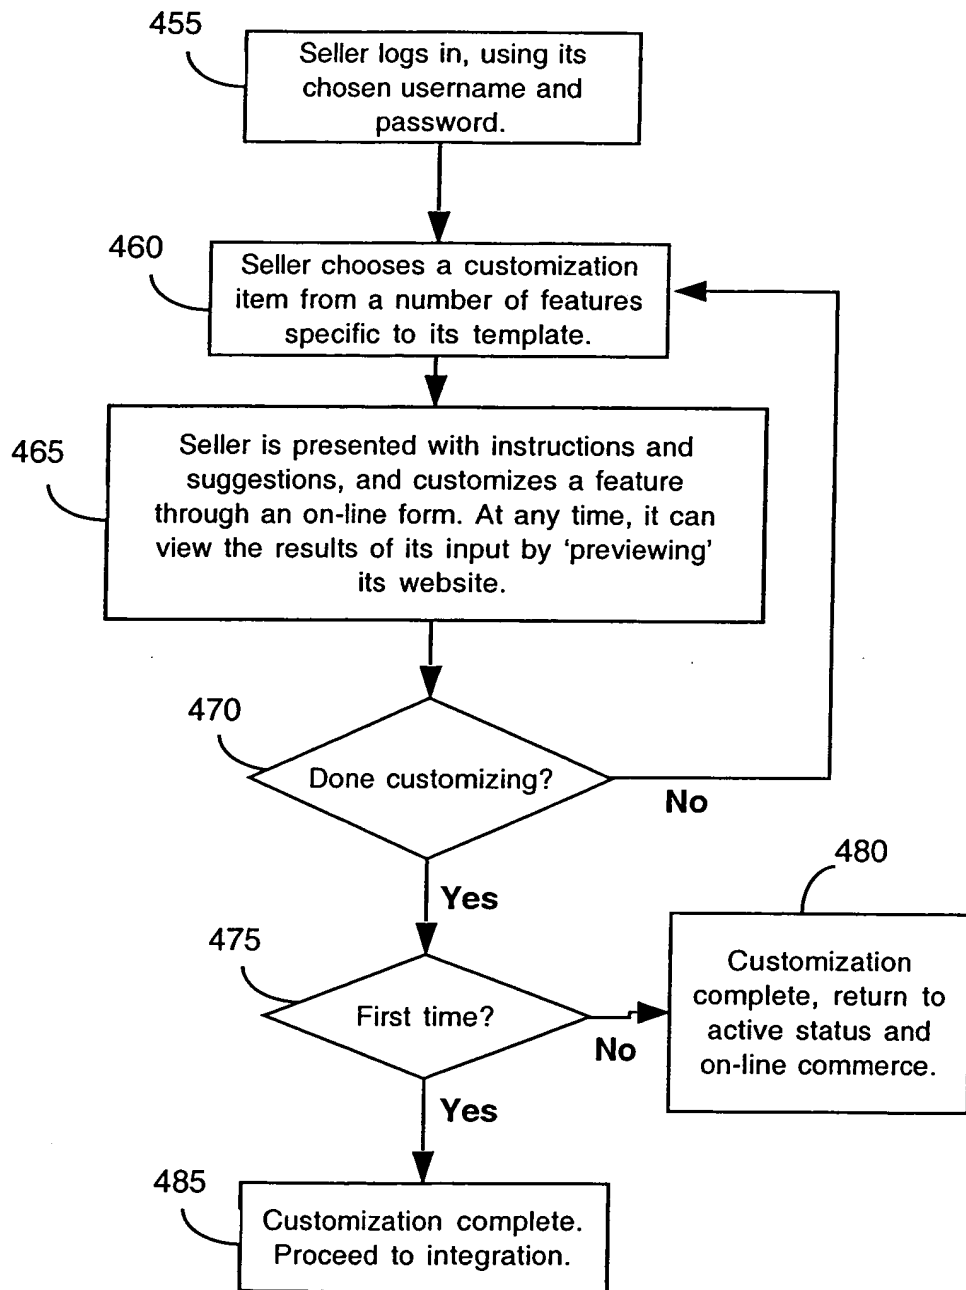 455
Seller logs in, using its
chosen username and
password.
460
Seller chooses a customization
item from a number of features
specific to its template.
465
Seller is presented with instructions and
suggestions, and customizes a feature
through an on-line form. At any time, it can
view the results of its input by ‘previewing’
its website.
470
Done customizing?
No
Yes
480
475
First time?
No
Customization
complete, return to
active status and
on-line commerce.
Yes
485
Customization complete.
Proceed to integration.